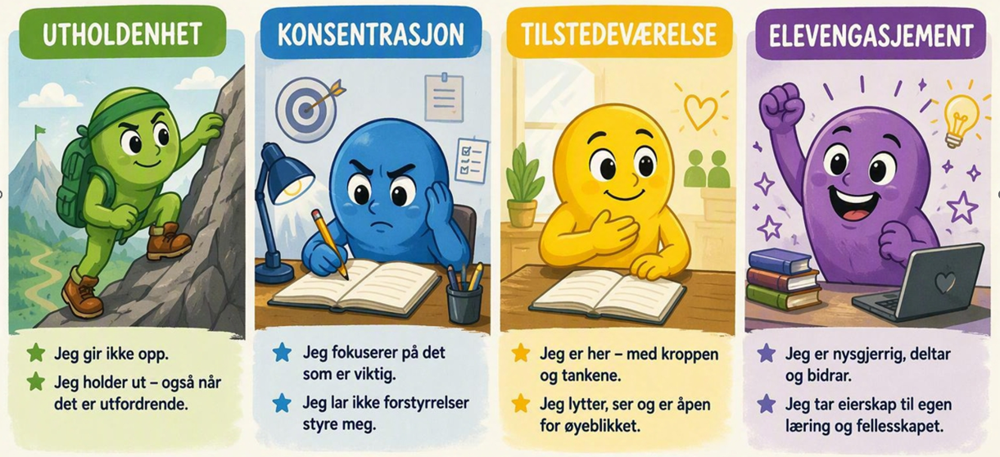 UTHOLDENHET
Jeg gir ikke opp.
Jeg holder ut – også når
det er utfordrende.
KONSENTRASJON
Jeg fokuserer på det
som er viktig.
Jeg lar ikke forstyrrelser
styre meg.
TILSTEDEVÆRELSE
Jeg er her – med kroppen
og tankene.
Jeg lytter, ser og er åpen
for øyeblikket.
ELEVENGASJEMENT
Jeg er nysgjerrig, deltar
og bidrar.
Jeg tar eierskap til egen
læring og fellesskapet.